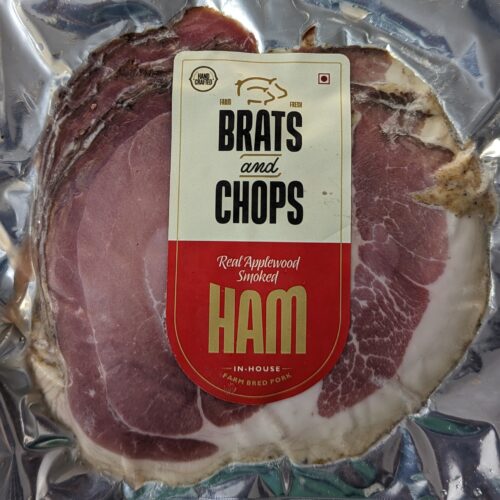 HAND
CRAFTED
FARM FRESH
BRATS
and
CHOPS
Real Applewood
Smoked
HAM
IN-HOUSE
FARM BRED PORK